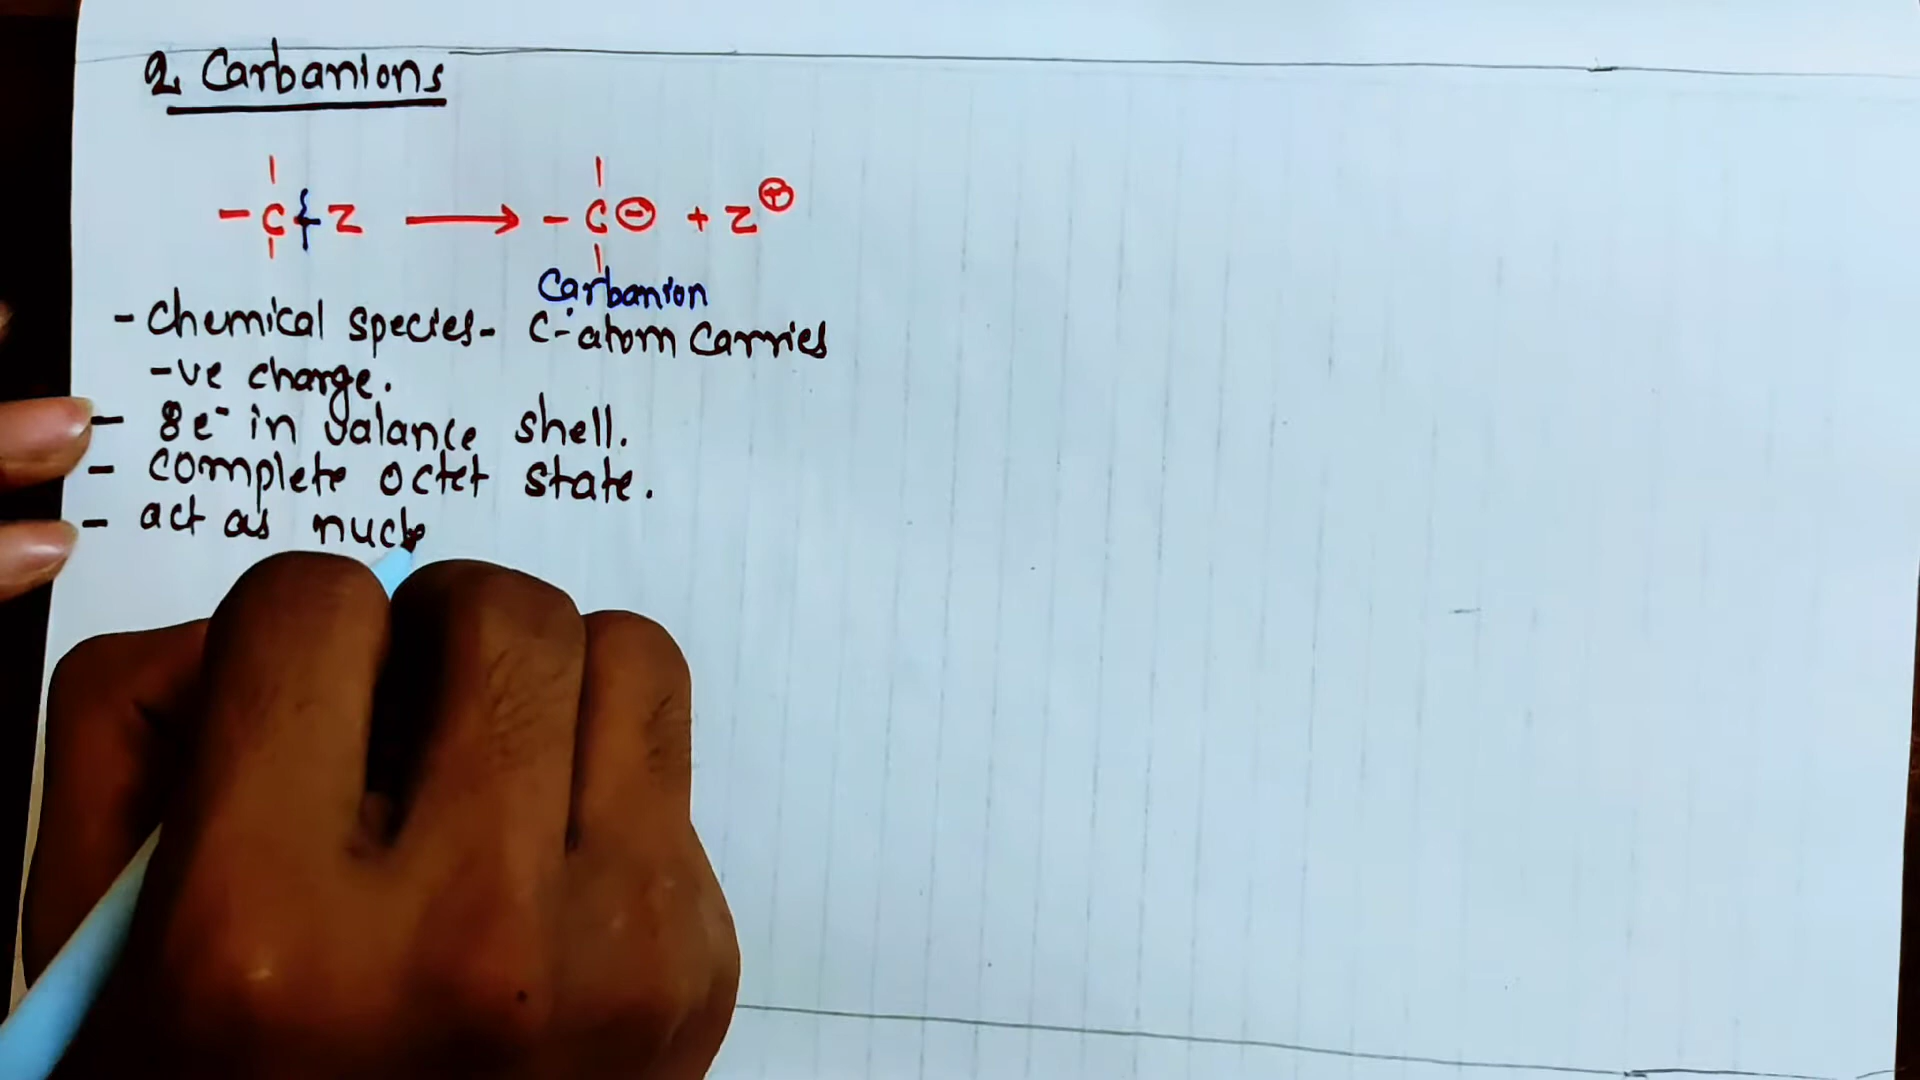 2. Carbanions
- C Z → - C ⊖ + Z ⊕
Carbanion
- Chemical species - C-atom carries
-ve charge.
- 8e⁻ in valance shell.
- complete octet state.
- act as nucle